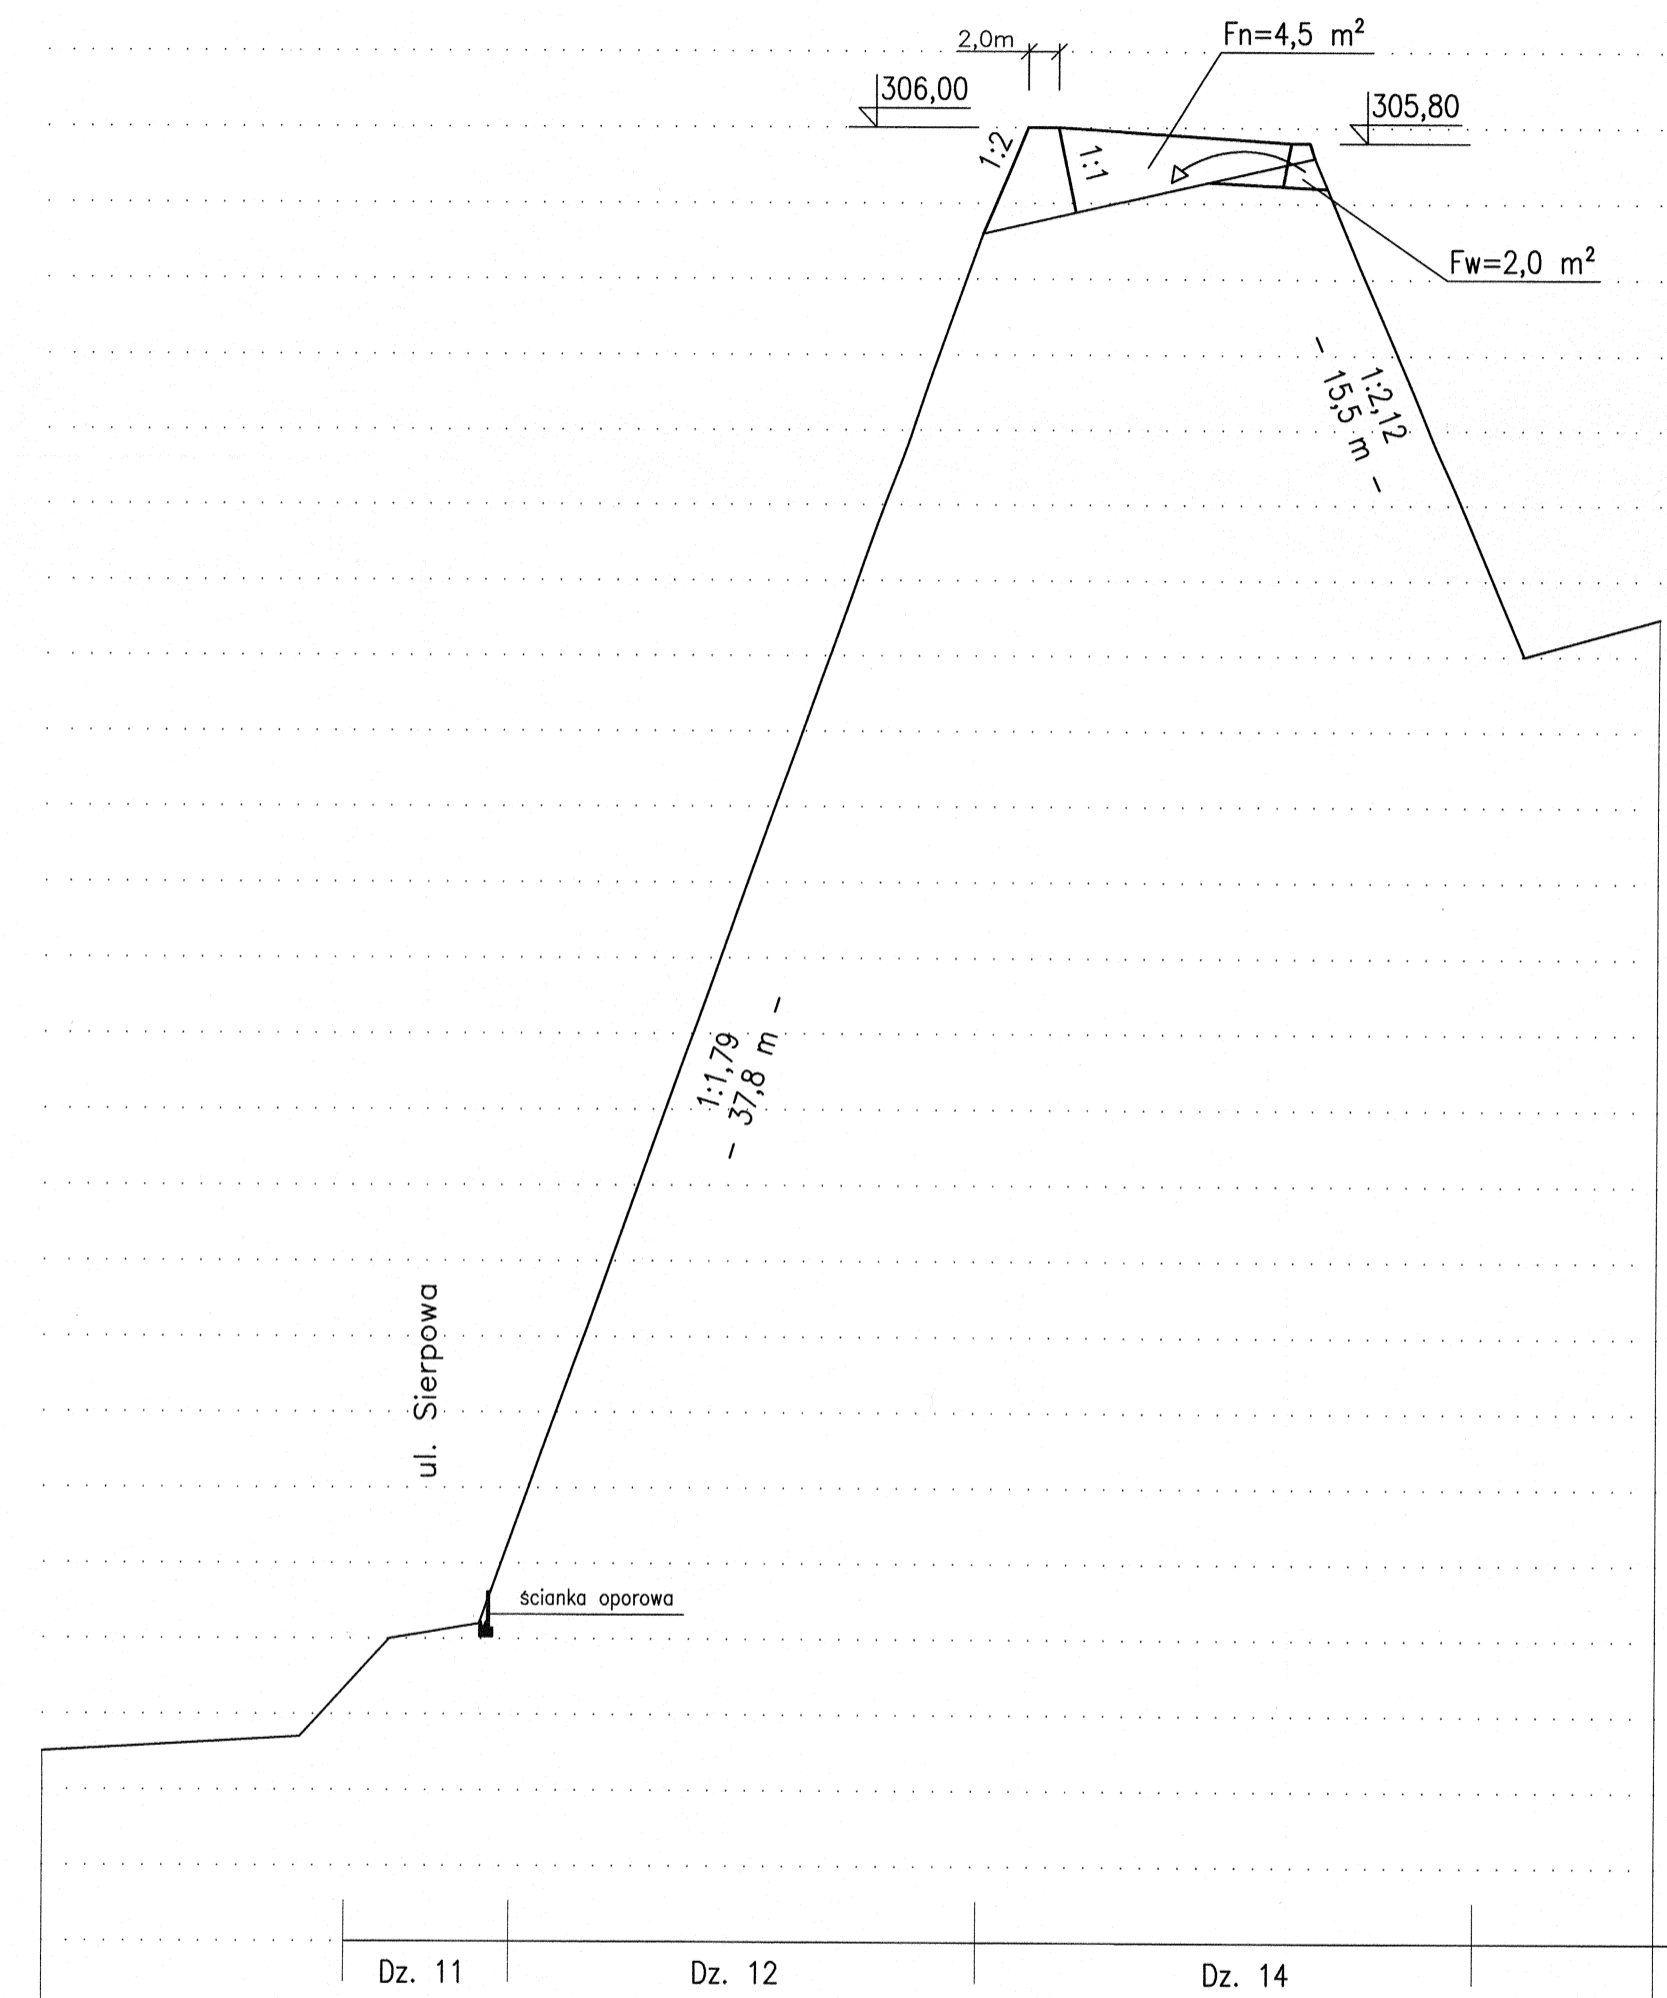 Fn=4,5 m²
2,0m
306,00
305,80
1:2
1:1
Fw=2,0 m²
1:2,12
- 15,5 m -
1:1,79
- 37,8 m -
ul. Sierpowa
ścianka oporowa
Dz. 11
Dz. 12
Dz. 14